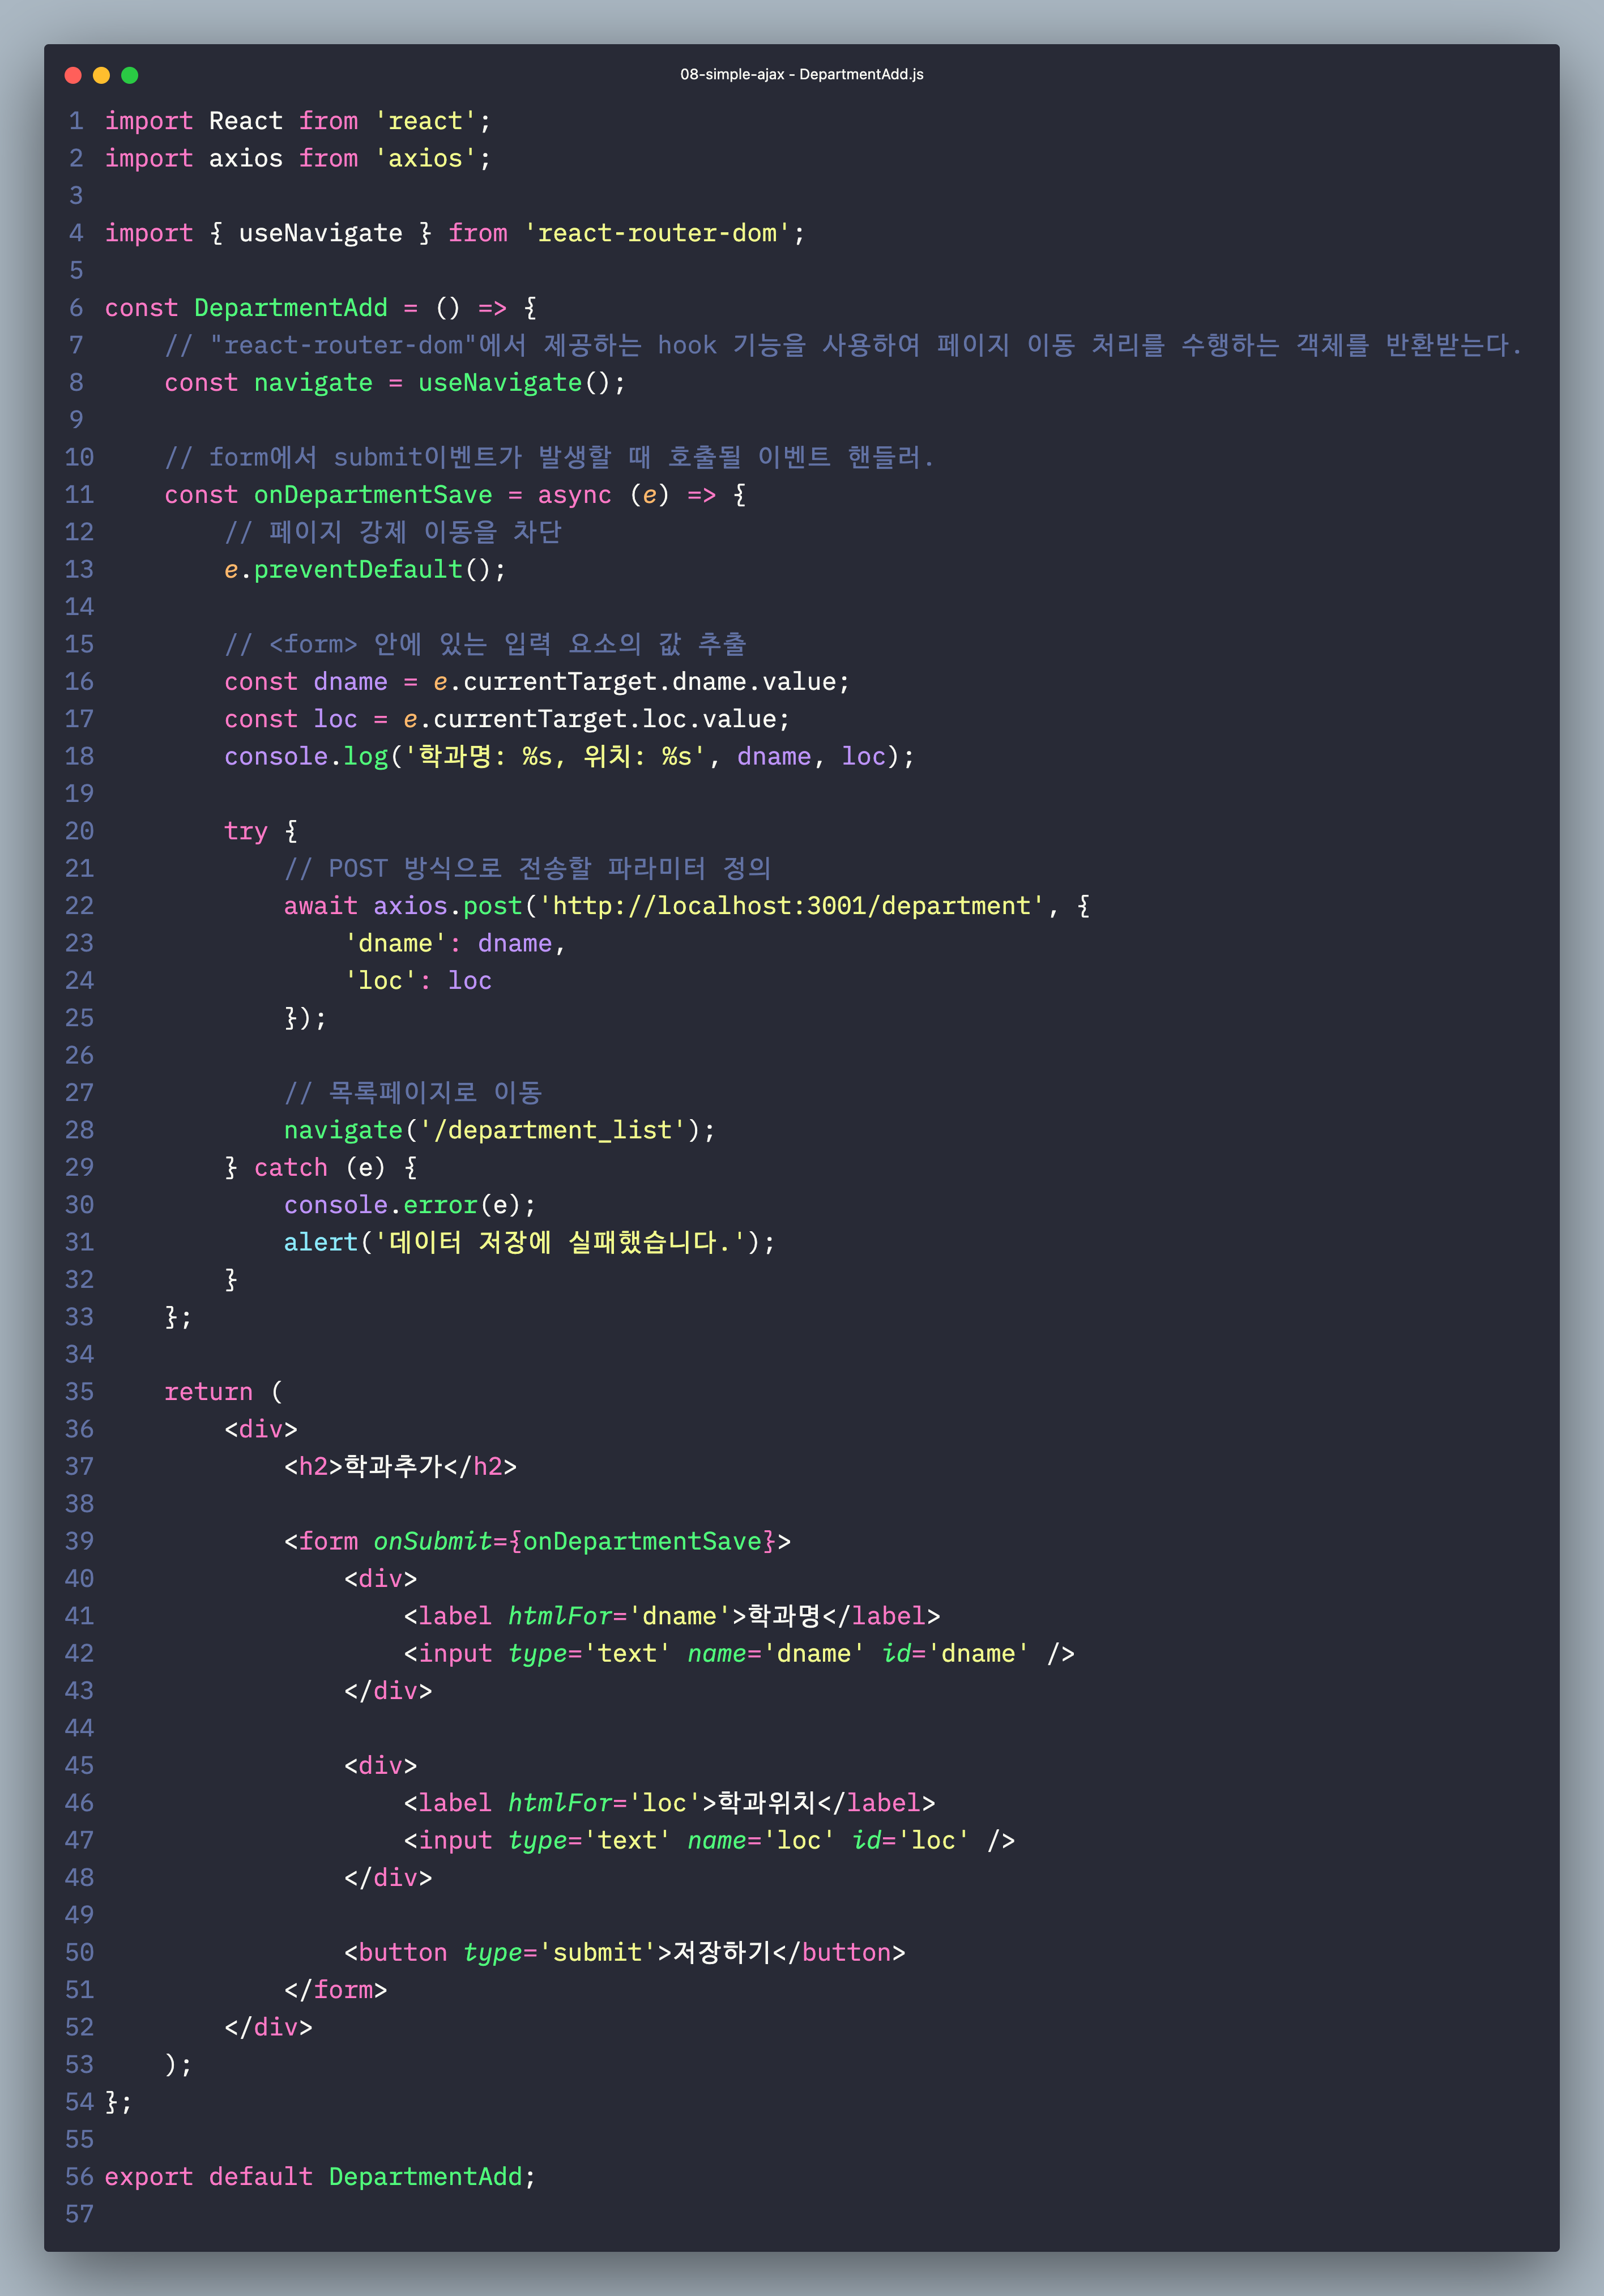 08-simple-ajax - DepartmentAdd.js
1 import React from 'react';
2 import axios from 'axios';
3
4 import { useNavigate } from 'react-router-dom';
5
6 const DepartmentAdd = () => {
7     // "react-router-dom"에서 제공하는 hook 기능을 사용하여 페이지 이동 처리를 수행하는 객체를 반환받는다.
8     const navigate = useNavigate();
9
10     // form에서 submit이벤트가 발생할 때 호출될 이벤트 핸들러.
11     const onDepartmentSave = async (e) => {
12         // 페이지 강제 이동을 차단
13         e.preventDefault();
14
15         // <form> 안에 있는 입력 요소의 값 추출
16         const dname = e.currentTarget.dname.value;
17         const loc = e.currentTarget.loc.value;
18         console.log('학과명: %s, 위치: %s', dname, loc);
19
20         try {
21             // POST 방식으로 전송할 파라미터 정의
22             await axios.post('http://localhost:3001/department', {
23                 'dname': dname,
24                 'loc': loc
25             });
26
27             // 목록페이지로 이동
28             navigate('/department_list');
29         } catch (e) {
30             console.error(e);
31             alert('데이터 저장에 실패했습니다.');
32         }
33     };
34
35     return (
36         <div>
37             <h2>학과추가</h2>
38
39             <form onSubmit={onDepartmentSave}>
40                 <div>
41                     <label htmlFor='dname'>학과명</label>
42                     <input type='text' name='dname' id='dname' />
43                 </div>
44
45                 <div>
46                     <label htmlFor='loc'>학과위치</label>
47                     <input type='text' name='loc' id='loc' />
48                 </div>
49
50                 <button type='submit'>저장하기</button>
51             </form>
52         </div>
53     );
54 };
55
56 export default DepartmentAdd;
57